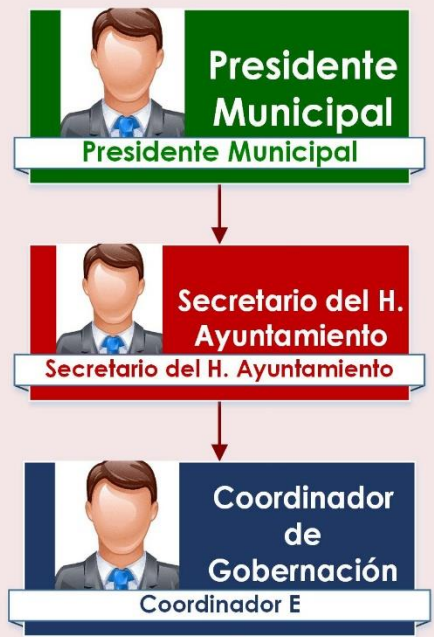 Presidente
Municipal
Presidente Municipal
Secretario del H.
Ayuntamiento
Secretario del H. Ayuntamiento
Coordinador
de
Gobernación
Coordinador E